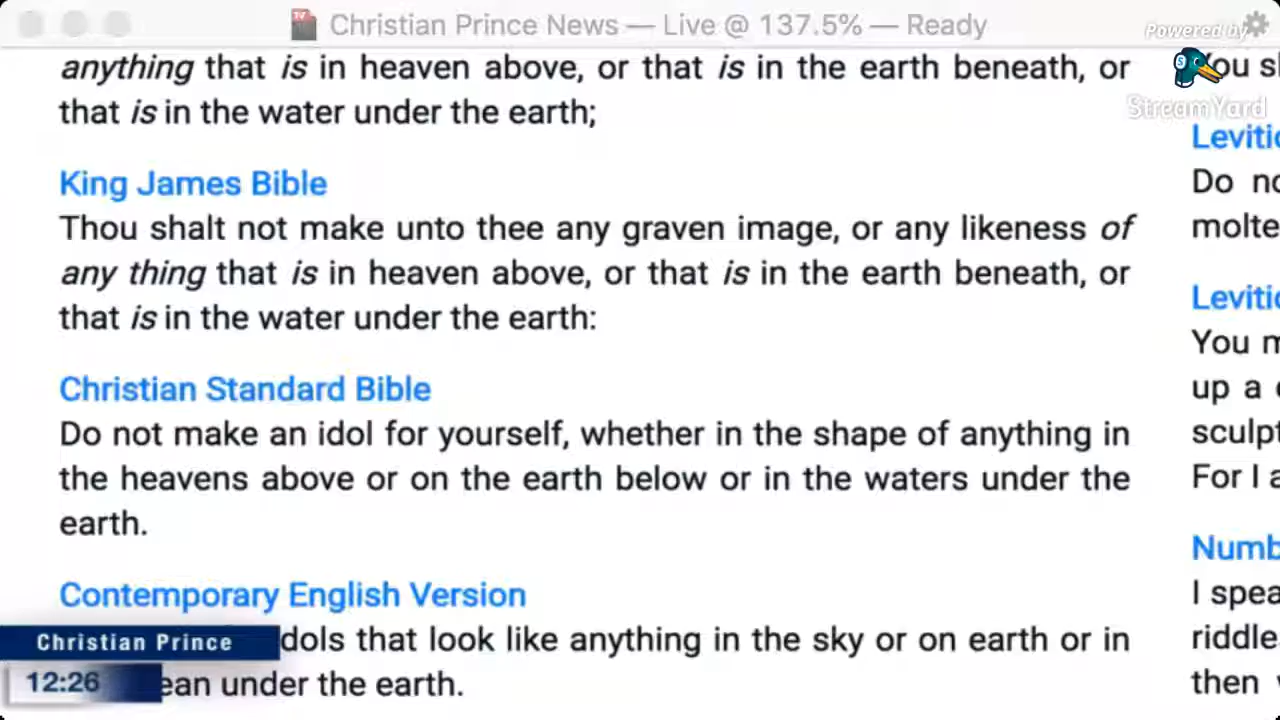 Christian Prince News — Live @ 137.5% — Ready
Powered by
StreamYard
anything that is in heaven above, or that is in the earth beneath, or
that is in the water under the earth;
King James Bible
Thou shalt not make unto thee any graven image, or any likeness of
any thing that is in heaven above, or that is in the earth beneath, or
that is in the water under the earth:
Christian Standard Bible
Do not make an idol for yourself, whether in the shape of anything in
the heavens above or on the earth below or in the waters under the
earth.
Contemporary English Version
dols that look like anything in the sky or on earth or in
ean under the earth.
You s
Leviti
Do no
molte
Leviti
You m
up a
sculpt
For I a
Numb
I spea
riddle
then
Christian Prince
12:26